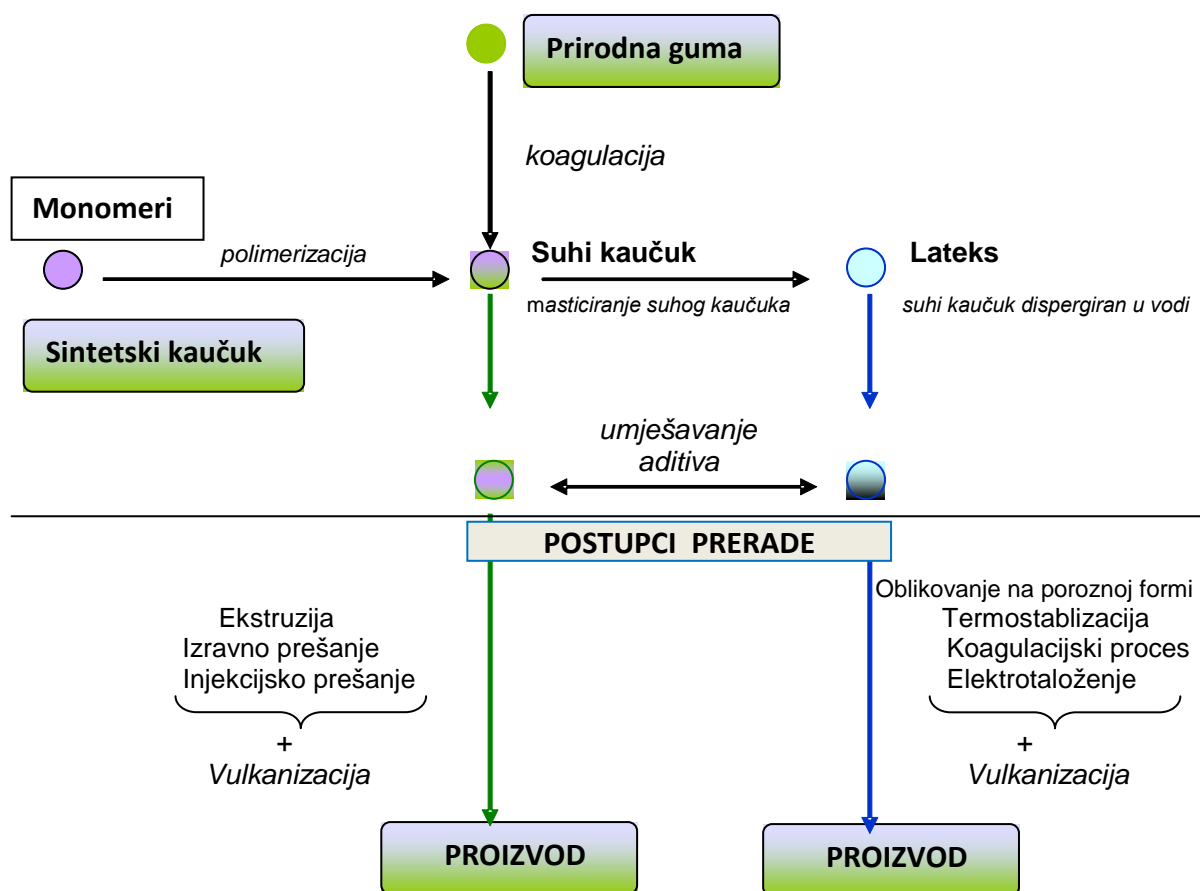 Prirodna guma
koagulacija
Monomeri
polimerizacija
Suhi kaučuk
Lateks
masticiranje suhog kaučuka
suhi kaučuk dispergiran u vodi
Sintetski kaučuk
umješavanje
aditiva
POSTUPCI PRERADE
Ekstruzija
Izravno prešanje
Injekcijsko prešanje
+
Vulkanizacija
Oblikovanje na poroznoj formi
Termostablizacija
Koagulacijski proces
Elektrotaloženje
+
Vulkanizacija
PROIZVOD
PROIZVOD